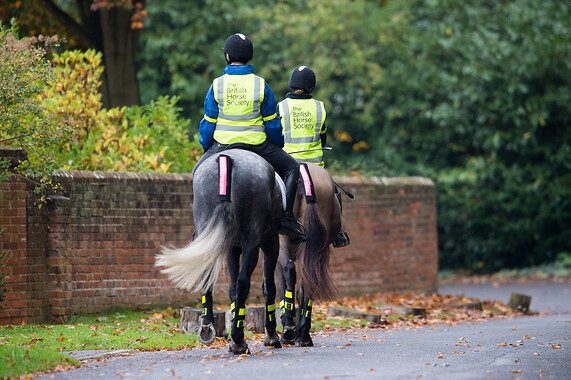 The
British
Horse
Society
The
British
Horse
Society